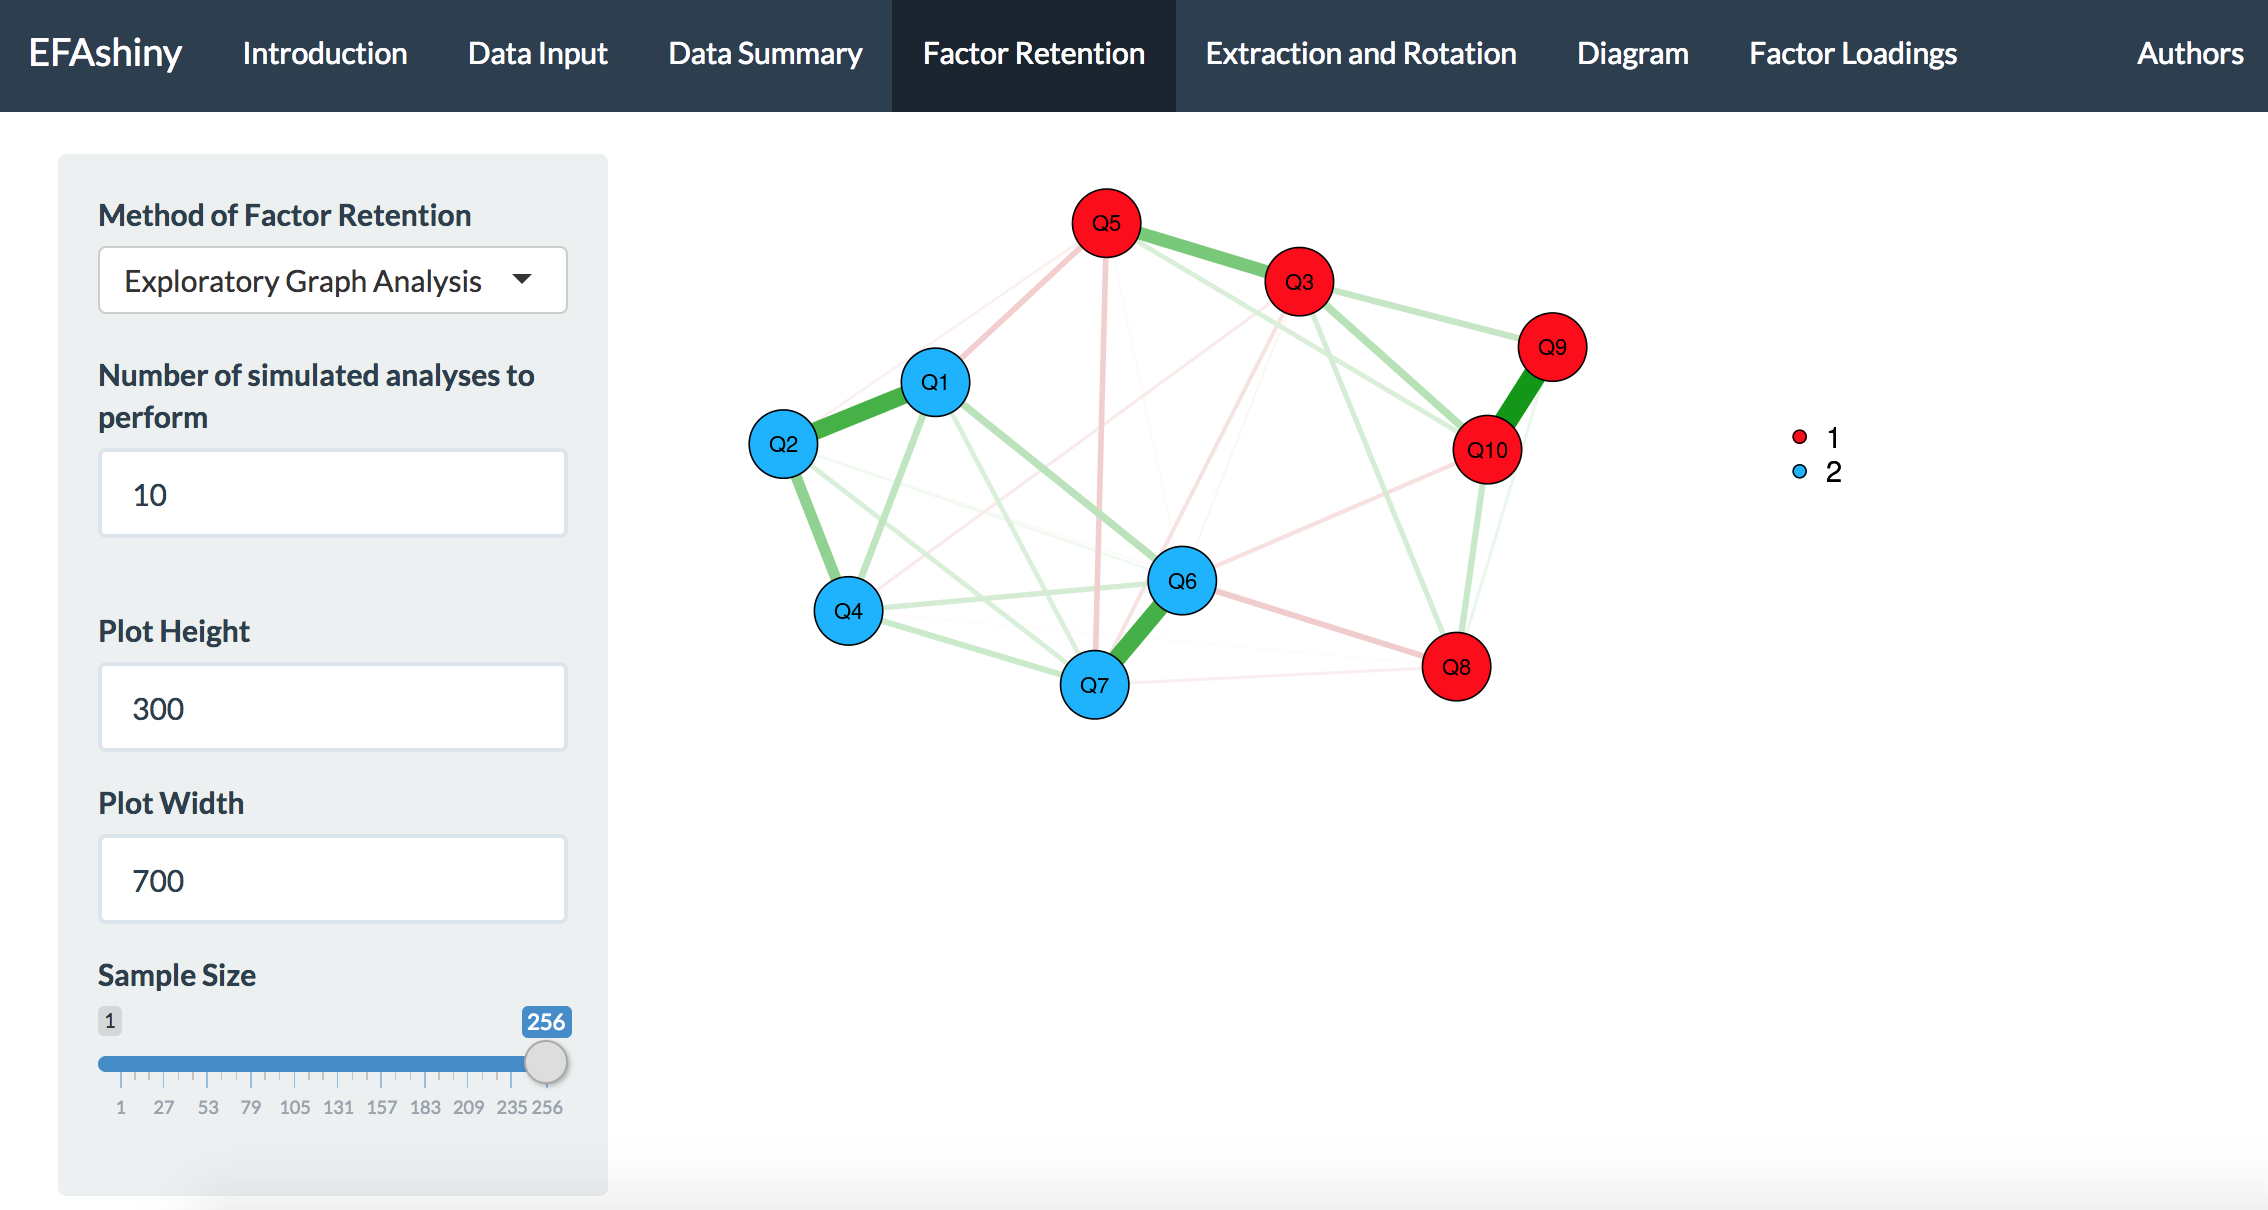 EFAshiny Introduction Data Input Data Summary Factor Retention Extraction and Rotation Diagram Factor Loadings Authors
Method of Factor Retention
Exploratory Graph Analysis
Number of simulated analyses to
perform
10
Plot Height
300
Plot Width
700
Sample Size
1 256
1 27 53 79 105 131 157 183 209 235 256
Q5
Q3
Q9
Q1
Q2
Q10
Q6
Q4
Q8
Q7
1
2